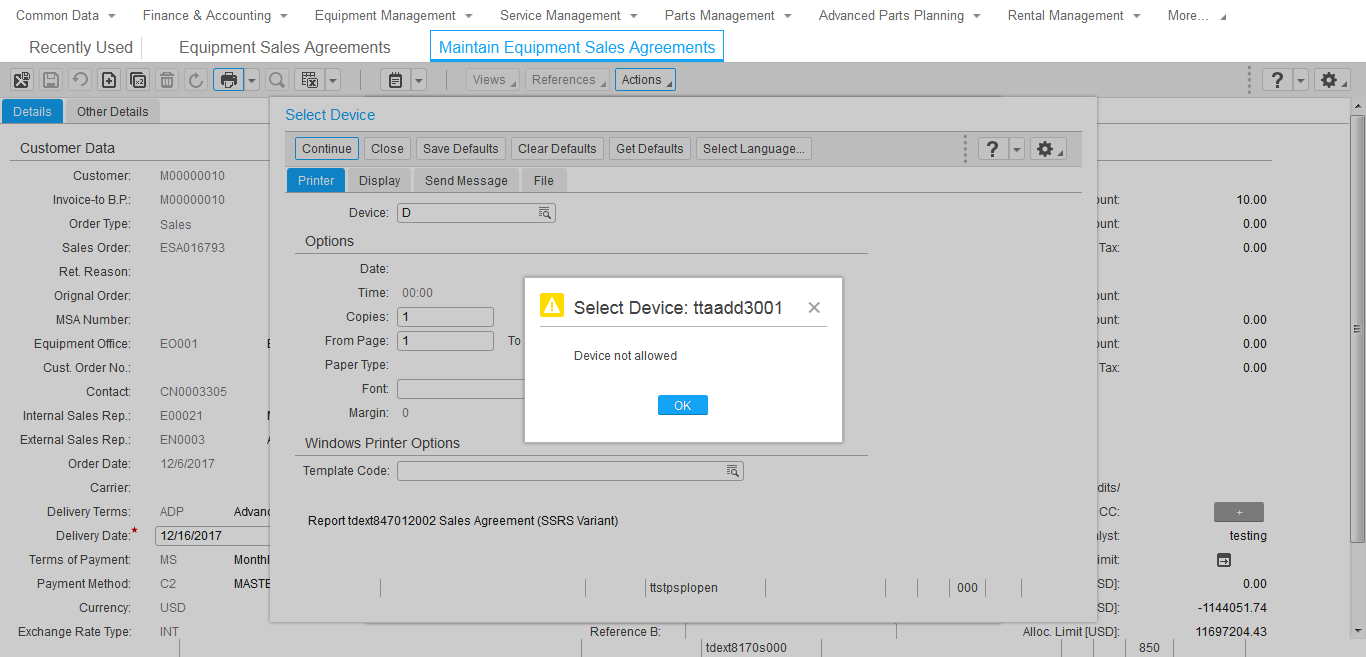 Common Data Finance & Accounting Equipment Management Service Management Parts Management Advanced Parts Planning Rental Management More...
Recently Used Equipment Sales Agreements Maintain Equipment Sales Agreements
Views References Actions ?
Details Other Details
Select Device
Continue Close Save Defaults Clear Defaults Get Defaults Select Language... ?
Printer Display Send Message File
Device: D
Options
Date:
Time: 00:00
Copies: 1
From Page: 1 To
Paper Type:
Font:
Margin: 0
Windows Printer Options
Template Code:
Report tdext847012002 Sales Agreement (SSRS Variant)
ttstpsplopen 000
Select Device: ttaadd3001
Device not allowed
OK
Customer Data
Customer: M00000010
Invoice-to B.P.: M00000010 ount: 10.00
Order Type: Sales ount: 0.00
Sales Order: ESA016793 Tax: 0.00
Ret. Reason:
Orignal Order: ount:
MSA Number: ount: 0.00
Equipment Office: EO001 ount: 0.00
Cust. Order No.: Tax: 0.00
Contact: CN0003305
Internal Sales Rep.: E00021
External Sales Rep.: EN0003
Order Date: 12/6/2017
Carrier: dits/
Delivery Terms: ADP Advanc CC: +
Delivery Date:* 12/16/2017 lyst: testing
Terms of Payment: MS Monthl imit:
Payment Method: C2 MASTE SD]: 0.00
Currency: USD SD]: -1144051.74
Exchange Rate Type: INT Reference B: Alloc. Limit [USD]: 11697204.43
tdext8170s000 850